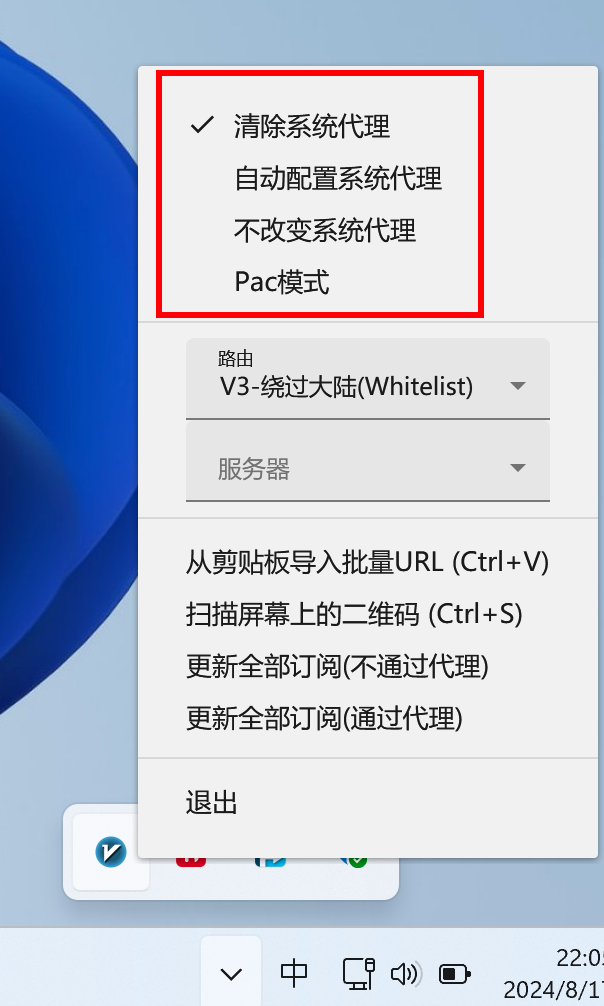 清除系统代理
自动配置系统代理
不改变系统代理
Pac模式
路由
V3-绕过大陆(Whitelist)
服务器
从剪贴板导入批量URL (Ctrl+V)
扫描屏幕上的二维码 (Ctrl+S)
更新全部订阅(不通过代理)
更新全部订阅(通过代理)
退出
中
22:05
2024/8/17